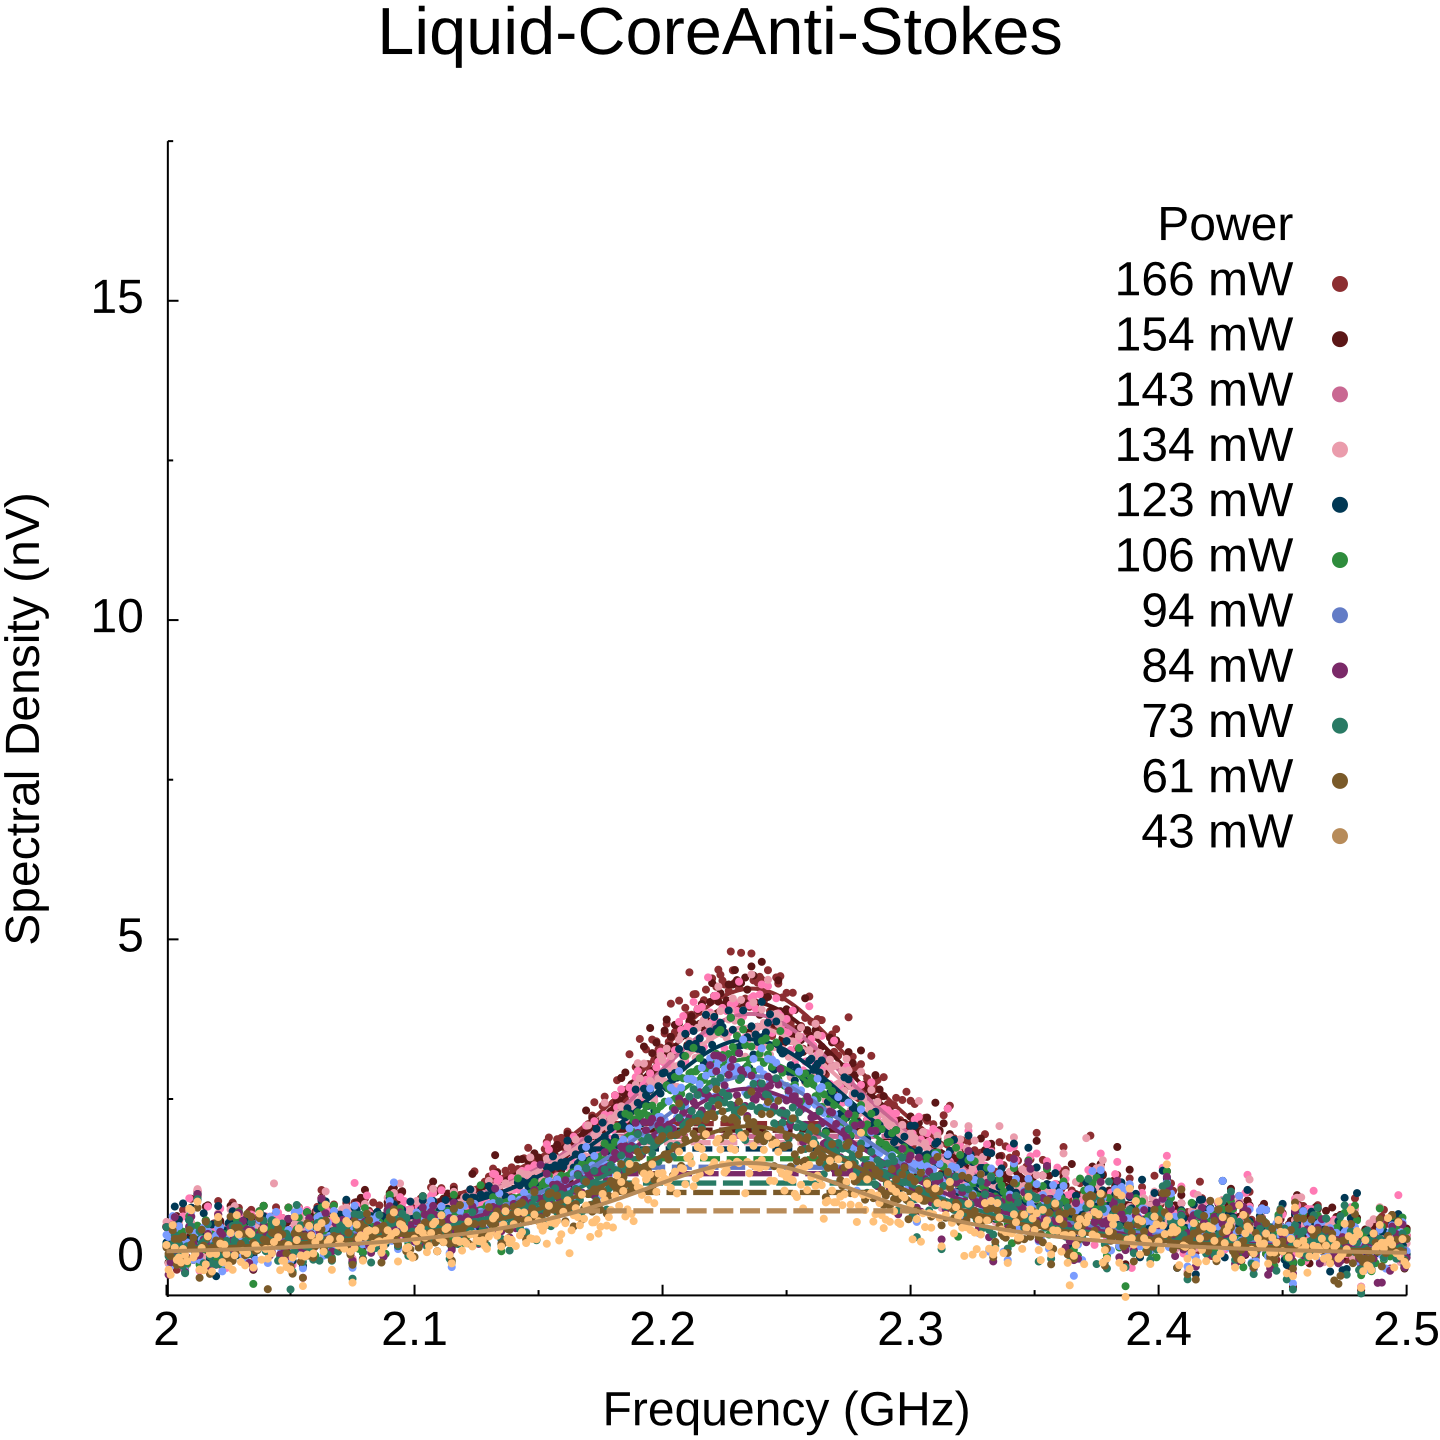 Liquid-CoreAnti-Stokes
Power
166 mW
154 mW
143 mW
134 mW
123 mW
106 mW
94 mW
84 mW
73 mW
61 mW
43 mW
15
10
5
0
Spectral Density (nV)
2 2.1 2.2 2.3 2.4 2.5
Frequency (GHz)